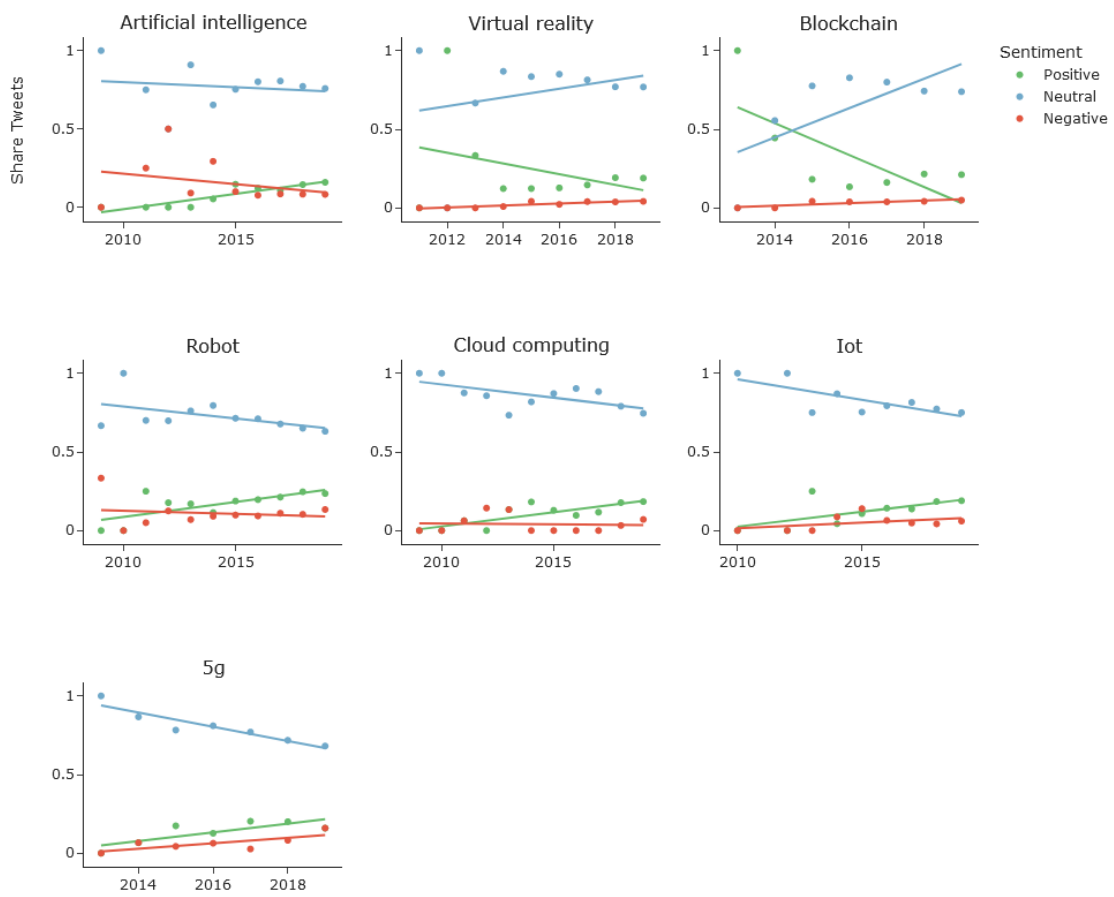 Artificial intelligence
Virtual reality
Blockchain
Sentiment
Positive
Neutral
Negative
Share Tweets
1
0.5
0
2010 2015
1
0.5
0
2012 2014 2016 2018
1
0.5
0
2014 2016 2018
Robot
Cloud computing
Iot
1
0.5
0
2010 2015
1
0.5
0
2010 2015
1
0.5
0
2010 2015
5g
1
0.5
0
2014 2016 2018